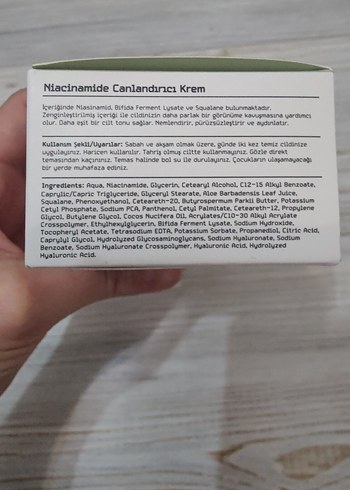 Niacinamide Canlandırıcı Krem
İçeriğinde Niasinamid, Bifida Ferment Lysate ve Squalane bulunmaktadır.
Zenginleştirilmiş içeriği ile cildinizin daha parlak bir görünüme kavuşmasına yardımcı
olur. Daha eşit bir cilt tonu sağlar. Nemlendirir, pürüzsüzleştirir ve aydınlatır.
Kullanım Şekli/Uyarılar: Sabah ve akşam olmak üzere, günde iki kez temiz cildinize
uygulayınız. Haricen kullanılır. Tahriş olmuş ciltte kullanmayınız. Gözle direkt
temasından kaçınınız. Temas halinde bol su ile durulayınız. Çocukların ulaşamayacağı
bir yerde muhafaza ediniz.
Ingredients: Aqua, Niacinamide, Glycerin, Cetearyl Alcohol, C12-15 Alkyl Benzoate,
Caprylic/Capric Triglyceride, Glyceryl Stearate, Aloe Barbadensis Leaf Juice,
Squalane, Phenoxyethanol, Ceteareth-20, Butyrospermum Parkii Butter, Potassium
Cetyl Phosphate, Sodium PCA, Panthenol, Cetyl Palmitate, Ceteareth-12, Propylene
Glycol, Butylene Glycol, Cocos Nucifera Oil, Acrylates/C10-30 Alkyl Acrylate
Crosspolymer, Ethylhexylglycerin, Bifida Ferment Lysate, Sodium Hydroxide,
Tocopheryl Acetate, Tetrasodium EDTA, Potassium Sorbate, Propanediol, Citric Acid,
Caprylyl Glycol, Hydrolyzed Glycosaminoglycans, Sodium Hyaluronate, Sodium
Benzoate, Sodium Hyaluronate Crosspolymer, Hyaluronic Acid, Hydrolyzed
Hyaluronic Acid.